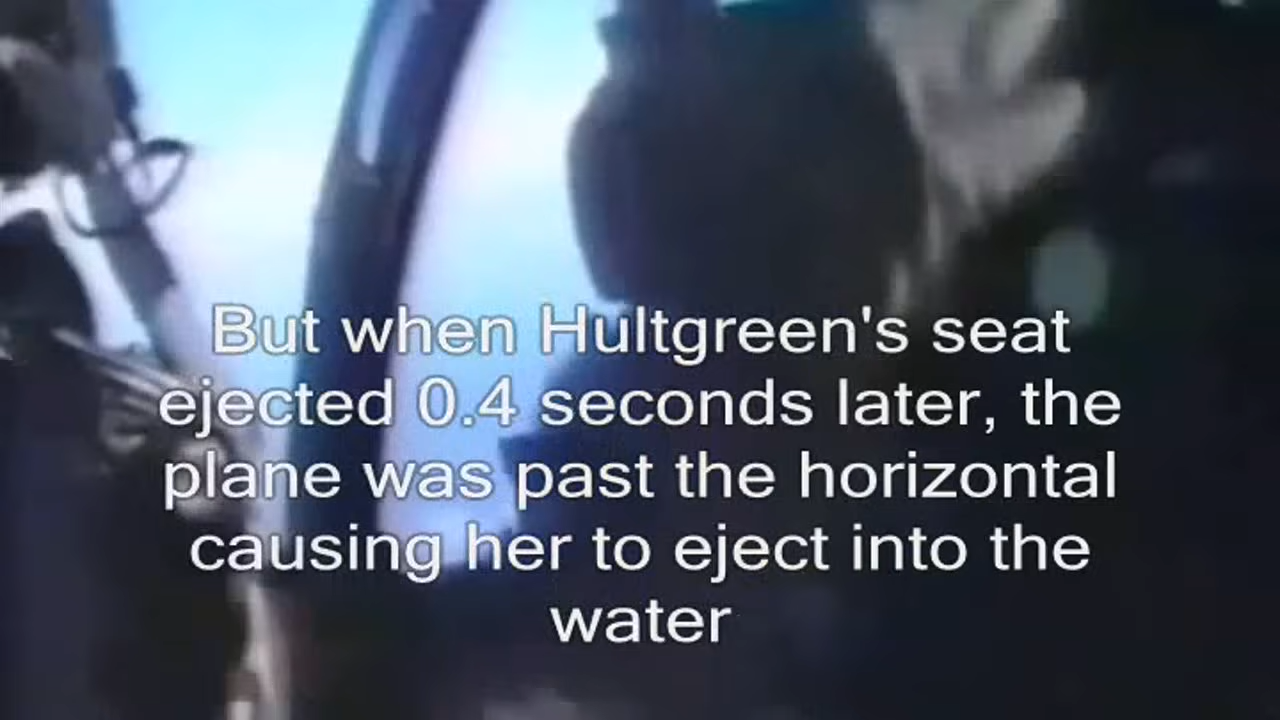 But when Hultgreen's seat
ejected 0.4 seconds later, the
plane was past the horizontal
causing her to eject into the
water